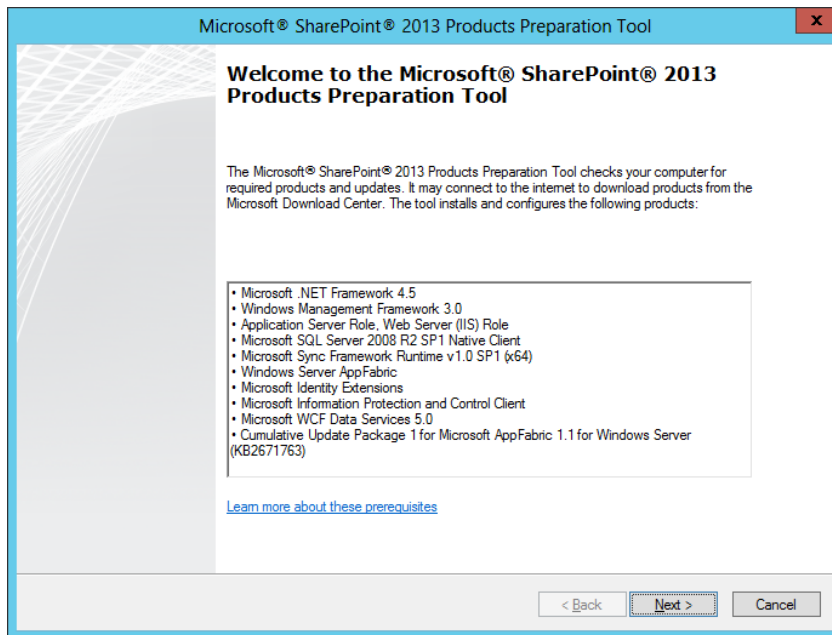 Microsoft® SharePoint® 2013 Products Preparation Tool
x
Welcome to the Microsoft® SharePoint® 2013
Products Preparation Tool
The Microsoft® SharePoint® 2013 Products Preparation Tool checks your computer for
required products and updates. It may connect to the internet to download products from the
Microsoft Download Center. The tool installs and configures the following products:
• Microsoft .NET Framework 4.5
• Windows Management Framework 3.0
• Application Server Role, Web Server (IIS) Role
• Microsoft SQL Server 2008 R2 SP1 Native Client
• Microsoft Sync Framework Runtime v1.0 SP1 (x64)
• Windows Server AppFabric
• Microsoft Identity Extensions
• Microsoft Information Protection and Control Client
• Microsoft WCF Data Services 5.0
• Cumulative Update Package 1 for Microsoft AppFabric 1.1 for Windows Server
(KB2671763)
Learn more about these prerequisites
< Back Next > Cancel